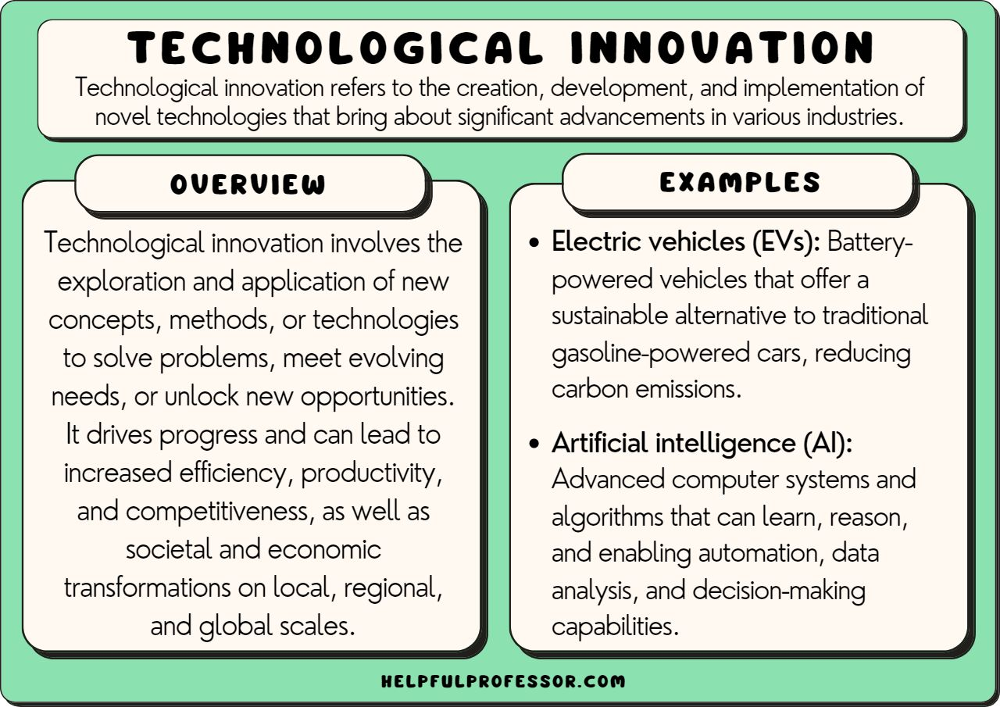 TECHNOLOGICAL INNOVATION
Technological innovation refers to the creation, development, and implementation of
novel technologies that bring about significant advancements in various industries.
OVERVIEW
Technological innovation involves the
exploration and application of new
concepts, methods, or technologies
to solve problems, meet evolving
needs, or unlock new opportunities.
It drives progress and can lead to
increased efficiency, productivity,
and competitiveness, as well as
societal and economic
transformations on local, regional,
and global scales.
EXAMPLES
• Electric vehicles (EVs): Battery-
powered vehicles that offer a
sustainable alternative to traditional
gasoline-powered cars, reducing
carbon emissions.
• Artificial intelligence (AI):
Advanced computer systems and
algorithms that can learn, reason,
and enabling automation, data
analysis, and decision-making
capabilities.
HELPFULPROFESSOR.COM